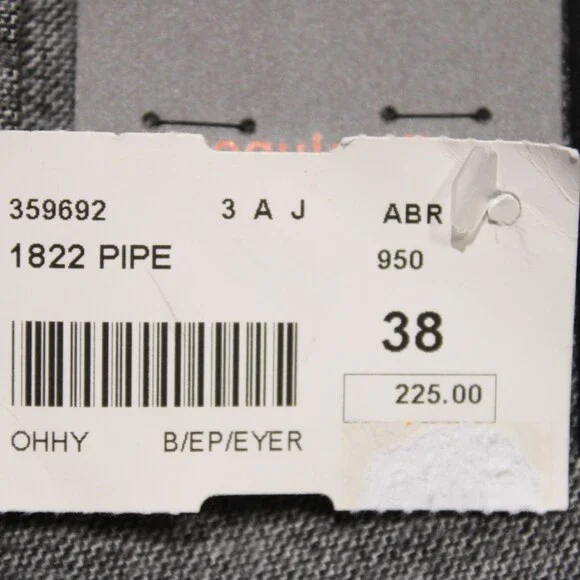 359692 3 A J ABR
1822 PIPE 950
38
225.00
OHHY B/EP/EYER